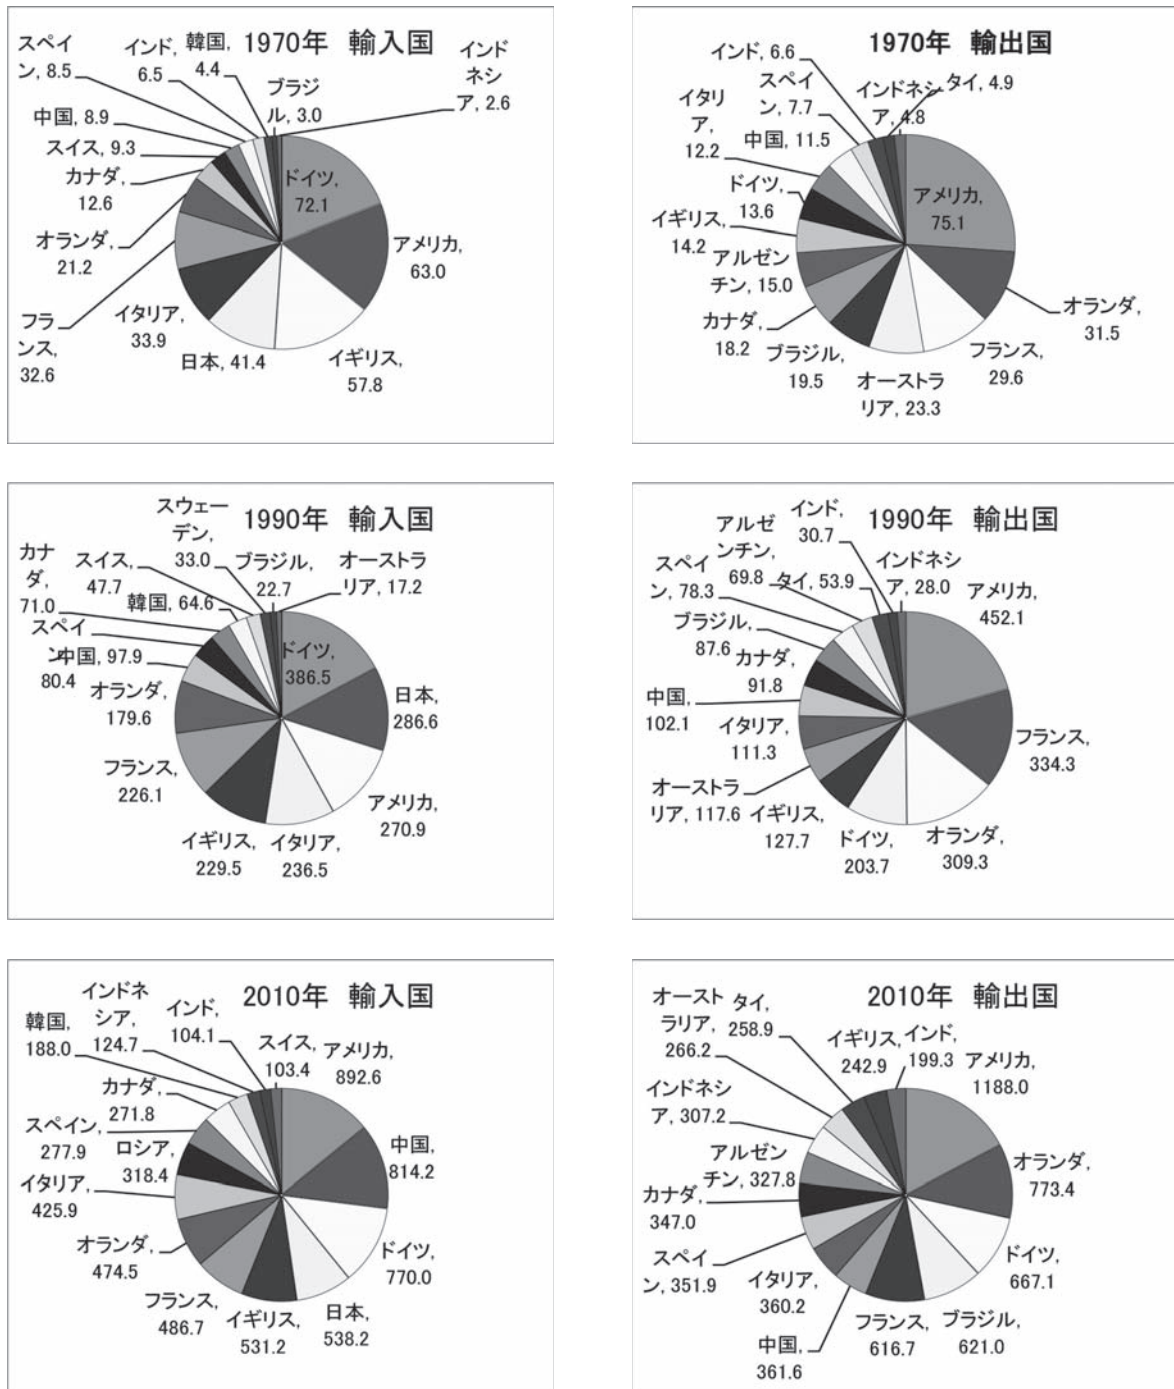 1970年 輸入国
スペイ
ン, 8.5
インド,
6.5
韓国,
4.4
ブラジ
ル, 3.0
インド
ネシ
ア, 2.6
中国, 8.9
スイス, 9.3
カナダ,
12.6
オランダ,
21.2
フラ
ンス,
32.6
イタリア,
33.9
日本, 41.4
イギリス,
57.8
アメリカ,
63.0
ドイツ,
72.1
1970年 輸出国
インド, 6.6
スペイ
ン, 7.7
インドネシ
ア, 4.8
タイ, 4.9
イタリ
ア,
12.2
中国, 11.5
ドイツ,
13.6
イギリス,
14.2
アルゼン
チン, 15.0
カナダ,
18.2
ブラジル,
19.5
オーストラ
リア, 23.3
フランス,
29.6
オランダ,
31.5
アメリカ,
75.1
1990年 輸入国
スウェー
デン,
33.0
ブラジル,
22.7
オーストラ
リア, 17.2
カナ
ダ,
71.0
スイス,
47.7
韓国, 64.6
スペイ
ン,
80.4
中国, 97.9
オランダ,
179.6
フランス,
226.1
イギリス,
229.5
イタリア,
236.5
アメリカ,
270.9
日本,
286.6
ドイツ,
386.5
1990年 輸出国
インド,
30.7
アルゼ
ンチン,
69.8
インドネシ
ア, 28.0
スペイ
ン, 78.3
タイ, 53.9
ブラジル,
87.6
カナダ,
91.8
中国,
102.1
イタリア,
111.3
オーストラ
リア, 117.6
イギリス,
127.7
ドイツ,
203.7
オランダ,
309.3
フランス,
334.3
アメリカ,
452.1
2010年 輸入国
インドネ
シア,
124.7
インド,
104.1
韓国,
188.0
スイス,
103.4
アメリカ,
892.6
カナダ,
271.8
スペイン,
277.9
ロシア,
318.4
イタリア,
425.9
オランダ,
474.5
フランス,
486.7
イギリス,
531.2
日本,
538.2
ドイツ,
770.0
中国,
814.2
2010年 輸出国
オースト
ラリア,
266.2
タイ,
258.9
イギリス,
242.9
インド,
199.3
アメリカ,
1188.0
インドネシ
ア, 307.2
アルゼン
チン, 327.8
カナダ,
347.0
スペイ
ン, 351.9
イタリア,
360.2
中国,
361.6
フランス,
616.7
ブラジル,
621.0
ドイツ,
667.1
オランダ,
773.4